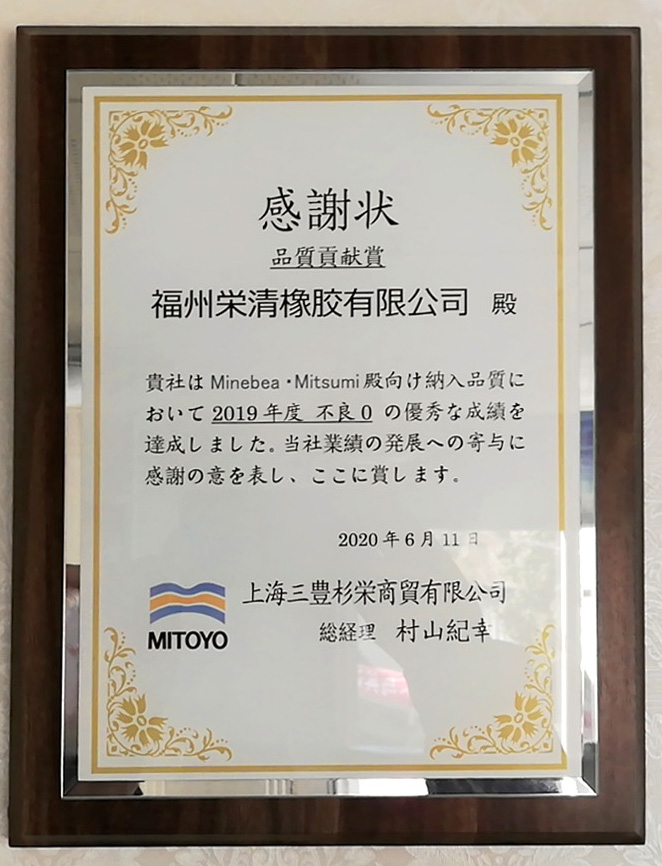 感謝状
品質貢献賞
福州栄清橡胶有限公司 殿
貴社は Minebea・Mitsumi 殿向け納入品質に
おいて 2019 年度 不良 0 の優秀な成績を
達成しました。当社業績の発展への寄与に
感謝の意を表し、ここに賞します。
2020 年 6 月 11 日
上海三豊杉栄商貿有限公司
MITOYO
総経理 村山紀幸